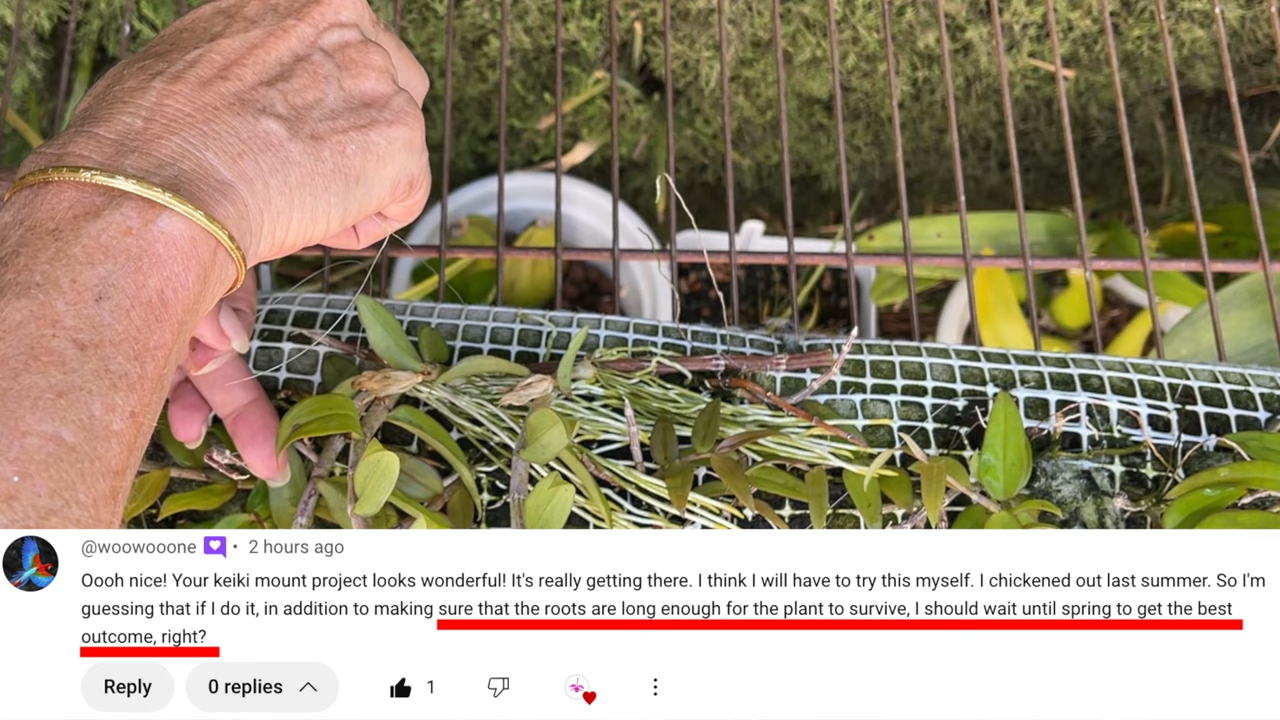 @woowooone • 2 hours ago
Oooh nice! Your keiki mount project looks wonderful! It's really getting there. I think I will have to try this myself. I chickened out last summer. So I'm
guessing that if I do it, in addition to making sure that the roots are long enough for the plant to survive, I should wait until spring to get the best
outcome, right?
Reply 0 replies 1